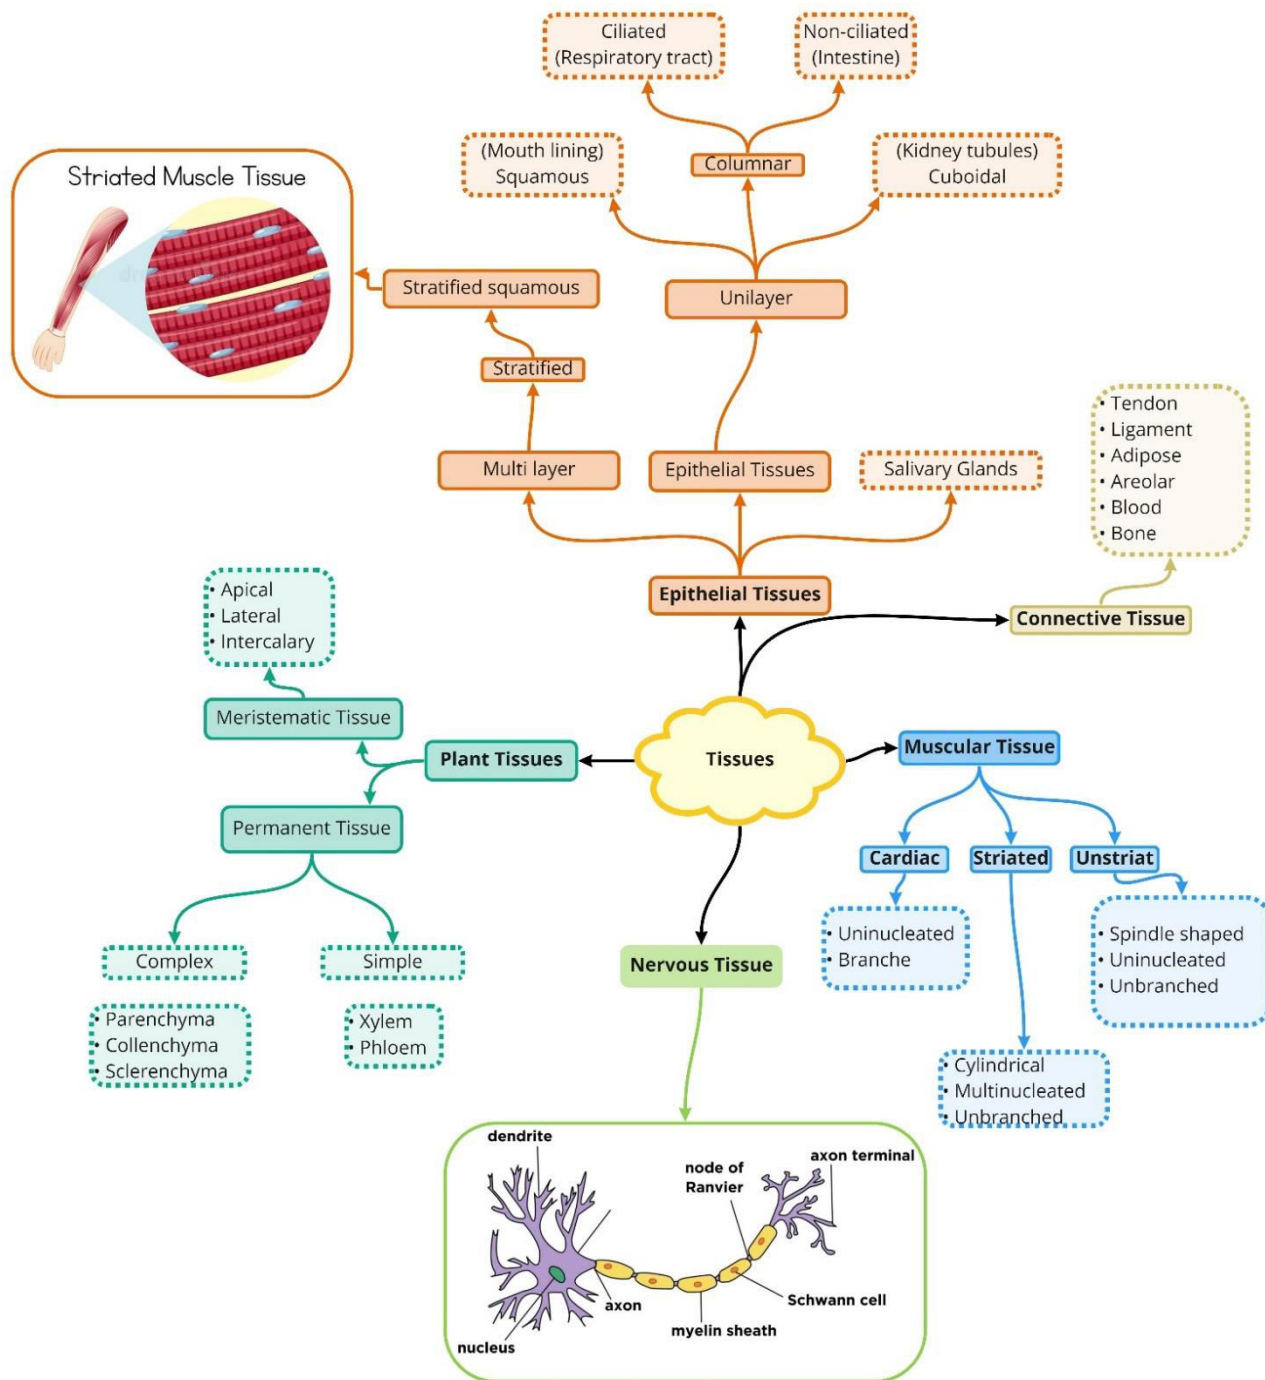 Ciliated
(Respiratory tract)
Non-ciliated
(Intestine)
(Mouth lining)
Squamous
Columnar
(Kidney tubules)
Cuboidal
Striated Muscle Tissue
Stratified squamous
Unilayer
Stratified
• Tendon
• Ligament
• Adipose
• Areolar
• Blood
• Bone
Multi layer
Epithelial Tissues
Salivary Glands
Epithelial Tissues
Connective Tissue
• Apical
• Lateral
• Intercalary
Meristematic Tissue
Plant Tissues
Tissues
Muscular Tissue
Permanent Tissue
Cardiac
Striated
Unstriat
• Uninucleated
• Branche
• Spindle shaped
• Uninucleated
• Unbranched
Complex
Simple
Nervous Tissue
• Parenchyma
• Collenchyma
• Sclerenchyma
• Xylem
• Phloem
• Cylindrical
• Multinucleated
• Unbranched
dendrite
node of
Ranvier
axon terminal
axon
Schwann cell
myelin sheath
nucleus